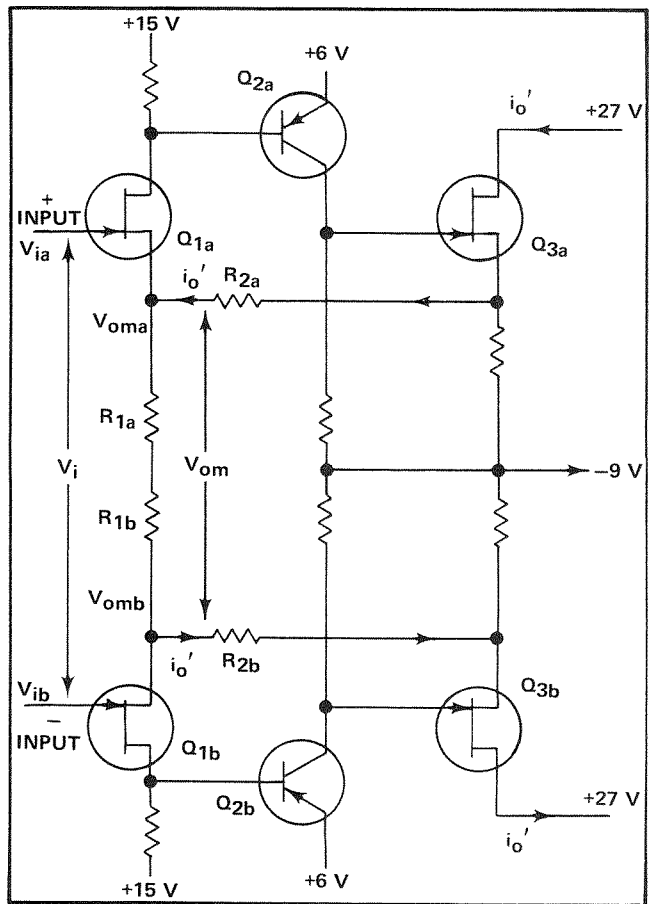 +15 V
+6 V
Q2a
io'
+27 V
+
INPUT
Via
Q1a
Q3a
io'
R2a
Voma
R1a
Vi
Vom
−9 V
R1b
Vomb
io'
R2b
Vib
−
INPUT
Q1b
Q3b
Q2b
+27 V
io'
+15 V
+6 V